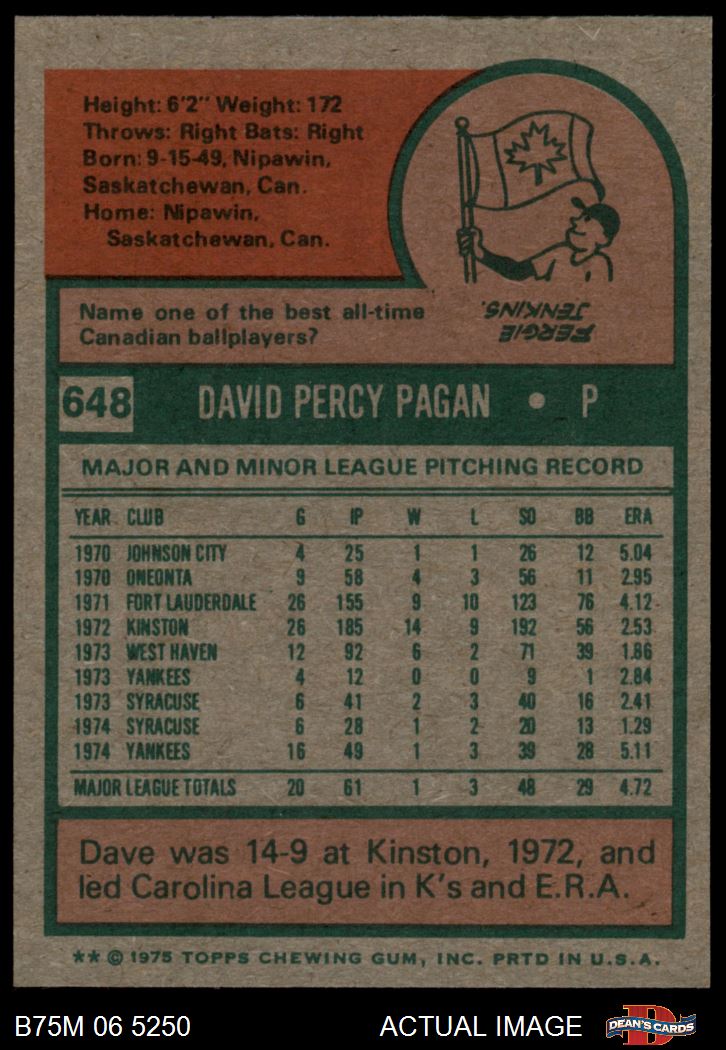 Height: 6'2" Weight: 172
Throws: Right Bats: Right
Born: 9-15-49, Nipawin,
Saskatchewan, Can.
Home: Nipawin,
Saskatchewan, Can.
Name one of the best all-time
Canadian ballplayers?
FERGIE
JENKINS.
648 DAVID PERCY PAGAN • P
MAJOR AND MINOR LEAGUE PITCHING RECORD
YEAR CLUB G IP W L SO BB ERA
1970 JOHNSON CITY 4 25 1 1 26 12 5.04
1970 ONEONTA 9 58 4 3 56 11 2.95
1971 FORT LAUDERDALE 26 155 9 10 123 76 4.12
1972 KINSTON 26 185 14 9 192 56 2.53
1973 WEST HAVEN 12 92 6 2 71 39 1.86
1973 YANKEES 4 12 0 0 9 1 2.84
1973 SYRACUSE 6 41 2 3 40 16 2.41
1974 SYRACUSE 6 28 1 2 20 13 1.29
1974 YANKEES 16 49 1 3 39 28 5.11
MAJOR LEAGUE TOTALS 20 61 1 3 48 29 4.72
Dave was 14-9 at Kinston, 1972, and
led Carolina League in K's and E.R.A.
** © 1975 TOPPS CHEWING GUM, INC. PRTD IN U.S.A.
B75M 06 5250 ACTUAL IMAGE D DEAN'S CARDS